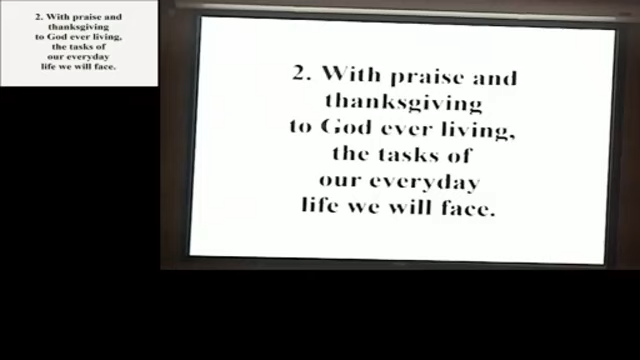 2. With praise and
thanksgiving
to God ever living,
the tasks of
our everyday
life we will face.
2. With praise and
thanksgiving
to God ever living,
the tasks of
our everyday
life we will face.